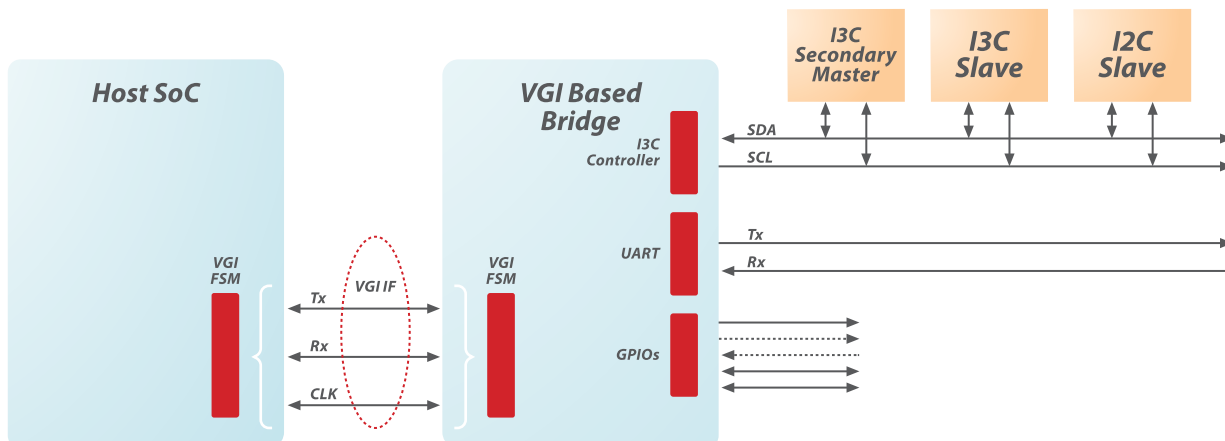 Host SoC
VGI
FSM
Tx
Rx
CLK
VGI IF
VGI Based
Bridge
VGI
FSM
I3C
Controller
UART
GPIOs
I3C
Secondary
Master
I3C
Slave
I2C
Slave
SDA
SCL
Tx
Rx